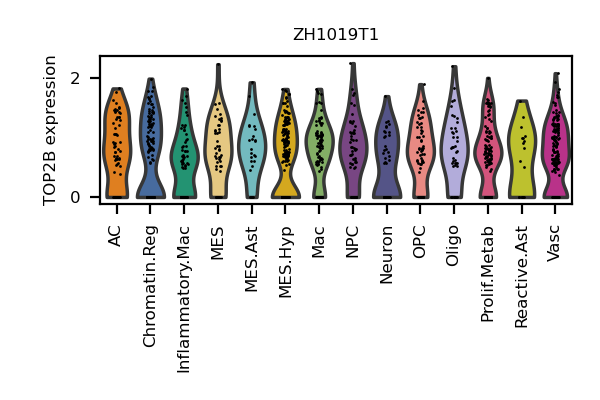 ZH1019T1
TOP2B expression
2
0
AC
Chromatin.Reg
Inflammatory.Mac
MES
MES.Ast
MES.Hyp
Mac
NPC
Neuron
OPC
Oligo
Prolif.Metab
Reactive.Ast
Vasc